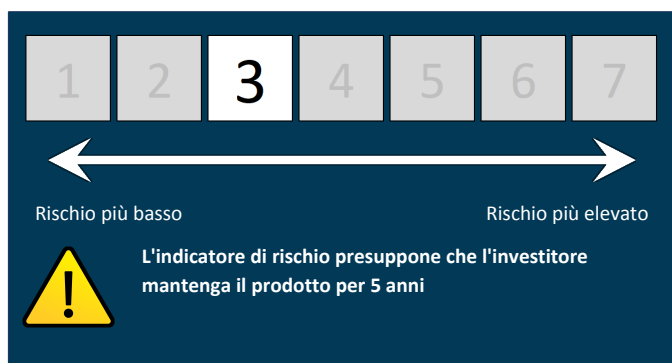 1 2 3 4 5 6 7
Rischio più basso Rischio più elevato
L'indicatore di rischio presuppone che l'investitore
mantenga il prodotto per 5 anni